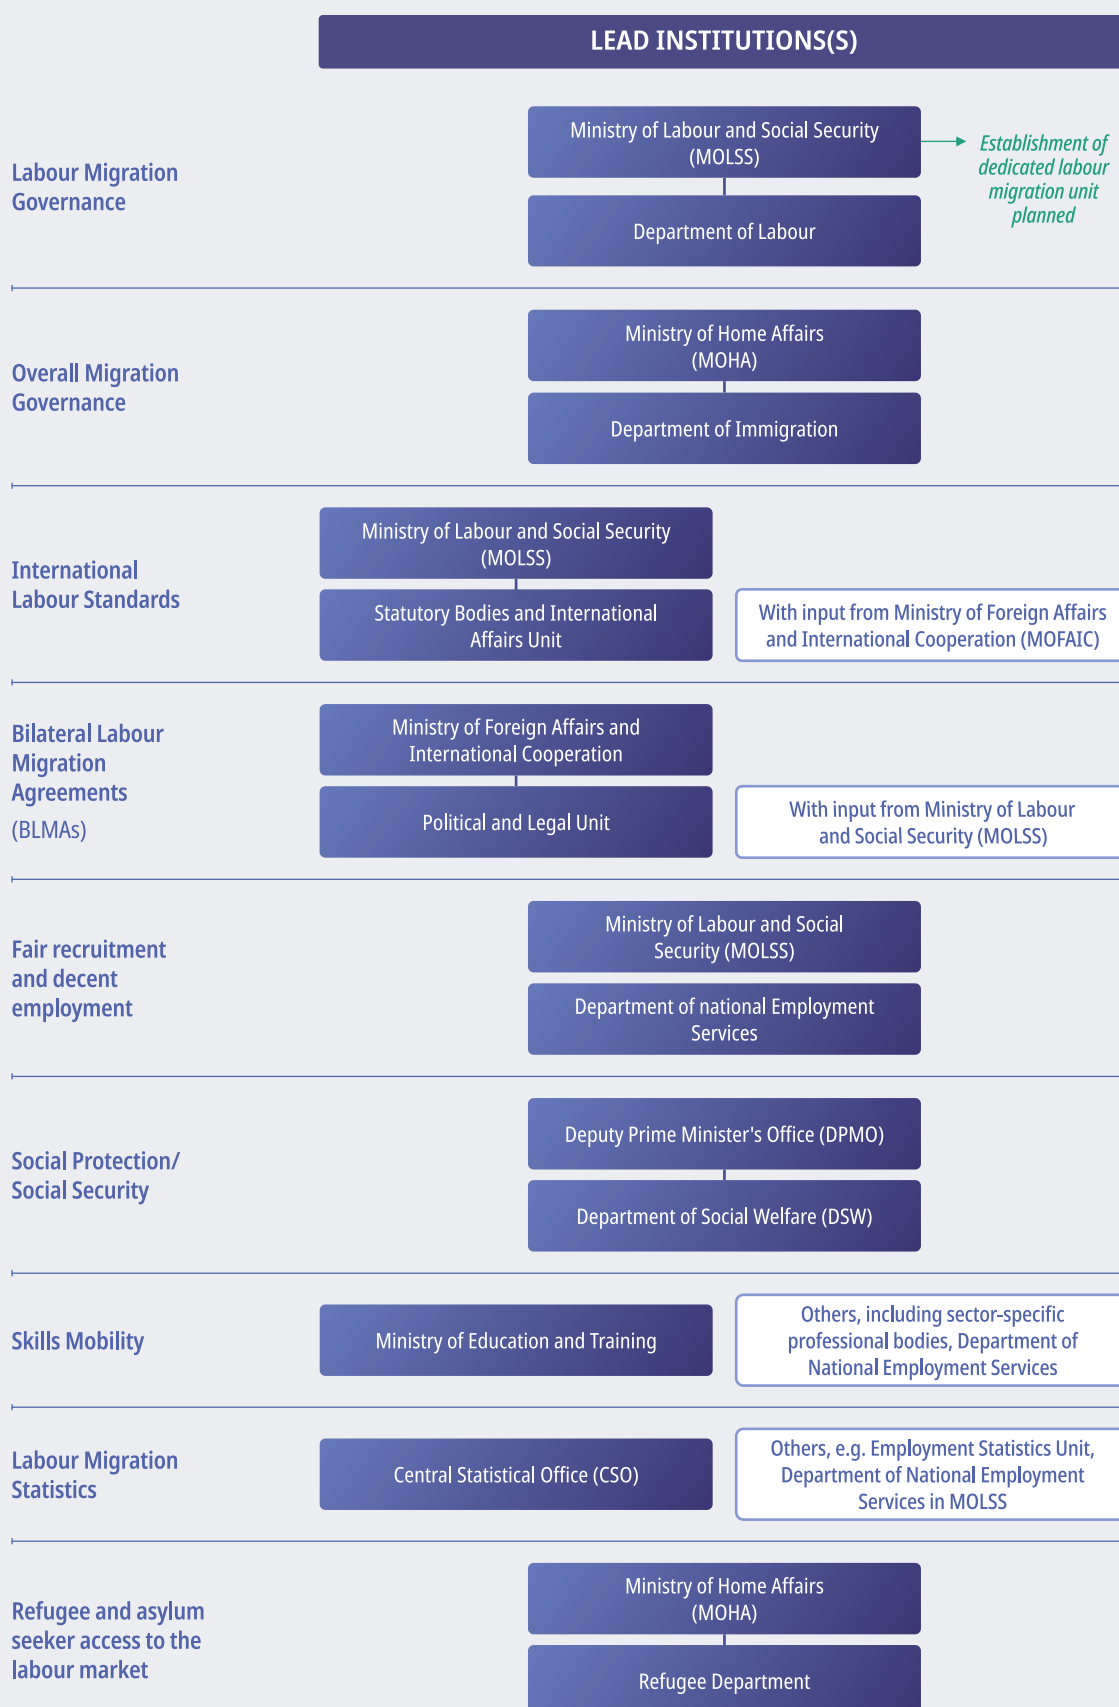 LEAD INSTITUTIONS(S)
Labour Migration
Governance
Ministry of Labour and Social Security
(MOLSS)
Department of Labour
Establishment of
dedicated labour
migration unit
planned
Overall Migration
Governance
Ministry of Home Affairs
(MOHA)
Department of Immigration
International
Labour Standards
Ministry of Labour and Social Security
(MOLSS)
Statutory Bodies and International
Affairs Unit
With input from Ministry of Foreign Affairs
and International Cooperation (MOFAIC)
Bilateral Labour
Migration
Agreements
(BLMAs)
Ministry of Foreign Affairs and
International Cooperation
Political and Legal Unit
With input from Ministry of Labour
and Social Security (MOLSS)
Fair recruitment
and decent
employment
Ministry of Labour and Social
Security (MOLSS)
Department of national Employment
Services
Social Protection/
Social Security
Deputy Prime Minister's Office (DPMO)
Department of Social Welfare (DSW)
Skills Mobility
Ministry of Education and Training
Others, including sector-specific
professional bodies, Department of
National Employment Services
Labour Migration
Statistics
Central Statistical Office (CSO)
Others, e.g. Employment Statistics Unit,
Department of National Employment
Services in MOLSS
Refugee and asylum
seeker access to the
labour market
Ministry of Home Affairs
(MOHA)
Refugee Department